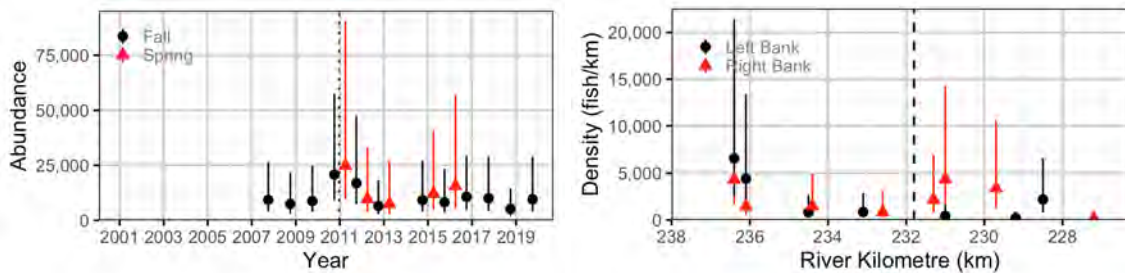 Abundance
75,000
50,000
25,000
0
Fall
Spring
2001 2003 2005 2007 2009 2011 2013 2015 2017 2019
Year
Density (fish/km)
20,000
15,000
10,000
5,000
0
Left Bank
Right Bank
238 236 234 232 230 228
River Kilometre (km)